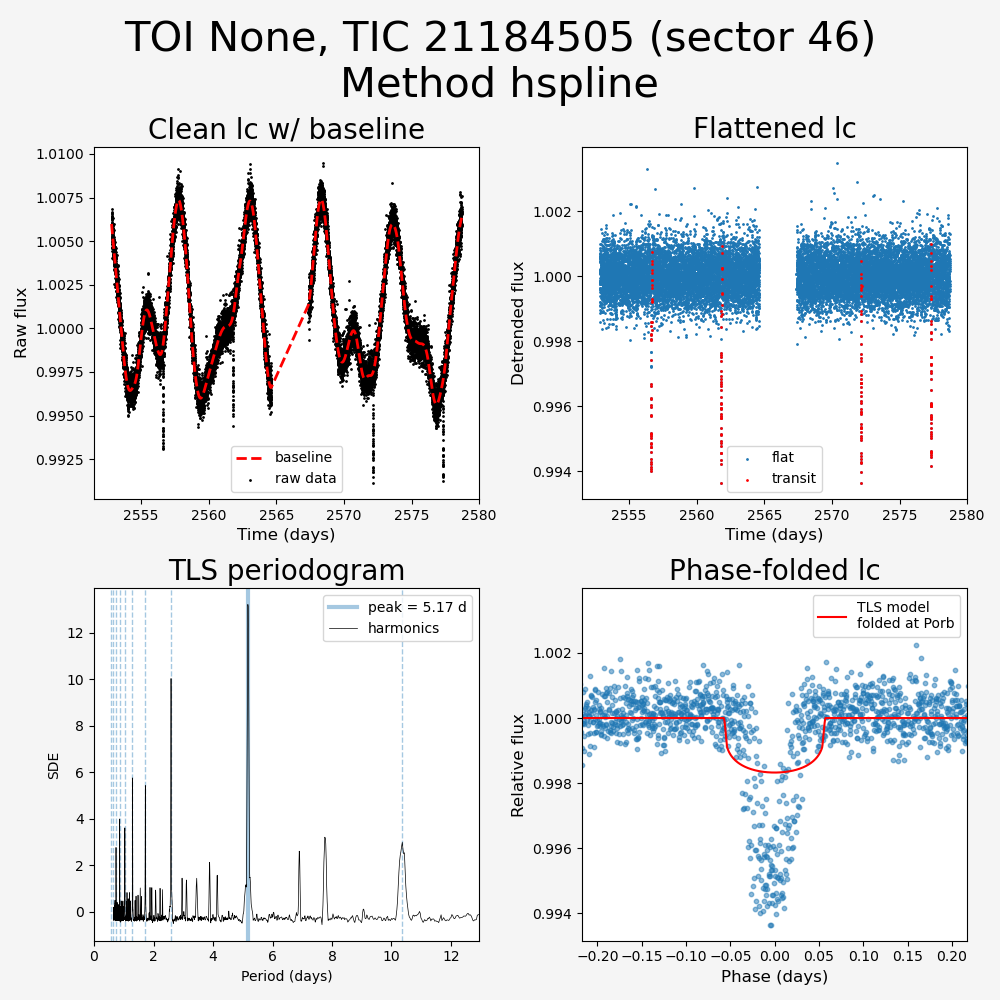 TOI None, TIC 21184505 (sector 46)
Method hspline
Clean lc w/ baseline
1.0100
1.0075
1.0050
1.0025
1.0000
0.9975
0.9950
0.9925
Raw flux
baseline
raw data
2555
2560
2565
2570
2575
2580
Time (days)
Flattened lc
1.002
1.000
0.998
0.996
0.994
Detrended flux
flat
transit
2555
2560
2565
2570
2575
2580
Time (days)
TLS periodogram
12
10
8
6
4
2
0
SDE
peak = 5.17 d
harmonics
0
2
4
6
8
10
12
Period (days)
Phase-folded lc
1.002
1.000
0.998
0.996
0.994
Relative flux
TLS model
folded at Porb
−0.20
−0.15
−0.10
−0.05
0.00
0.05
0.10
0.15
0.20
Phase (days)